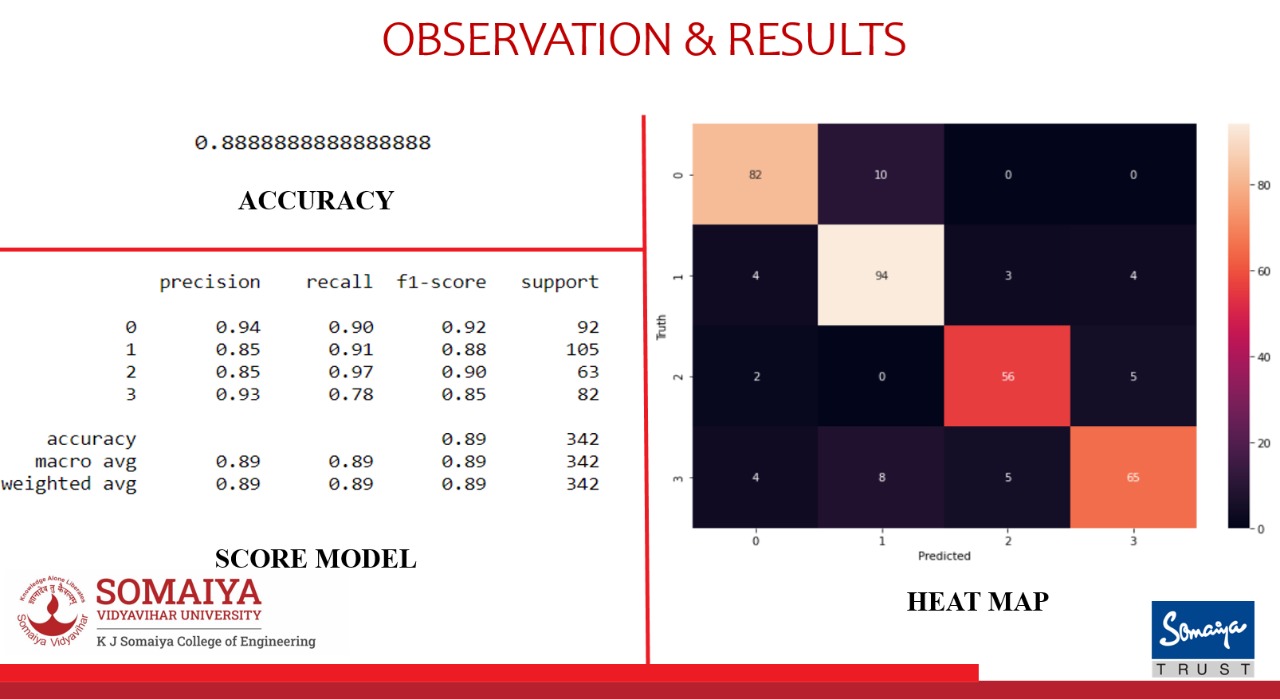 OBSERVATION & RESULTS
0.8888888888888888
ACCURACY
precision recall f1-score support
0 0.94 0.90 0.92 92
1 0.85 0.91 0.88 105
2 0.85 0.97 0.90 63
3 0.93 0.78 0.85 82
accuracy 0.89 342
macro avg 0.89 0.89 0.89 342
weighted avg 0.89 0.89 0.89 342
SCORE MODEL
Truth
0 82 10 0 0
1 4 94 3 4
2 2 0 56 5
3 4 8 5 65
0 1 2 3
Predicted
80
60
40
20
0
HEAT MAP
Knowledge Alone Liberates
Somaiya Vidyavihar
SOMAIYA
VIDYAVIHAR UNIVERSITY
K J Somaiya College of Engineering
Somaiya
TRUST